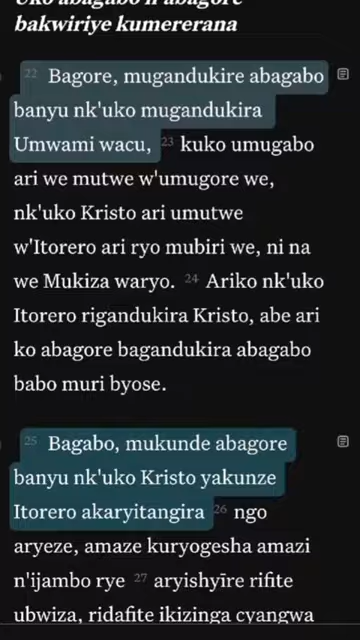 Uko abagabo n'abagore
bakwiriye kumererana
22 Bagore, mugandukire abagabo
banyu nk'uko mugandukira
Umwami wacu, 23 kuko umugabo
ari we mutwe w'umugore we,
nk'uko Kristo ari umutwe
w'Itorero ari ryo mubiri we, ni na
we Mukiza waryo. 24 Ariko nk'uko
Itorero rigandukira Kristo, abe ari
ko abagore bagandukira abagabo
babo muri byose.
25 Bagabo, mukunde abagore
banyu nk'uko Kristo yakunze
Itorero akaryitangira 26 ngo
aryeze, amaze kuryogesha amazi
n'ijambo rye 27 aryishyīre rifite
ubwiza, ridafite ikizinga cyangwa